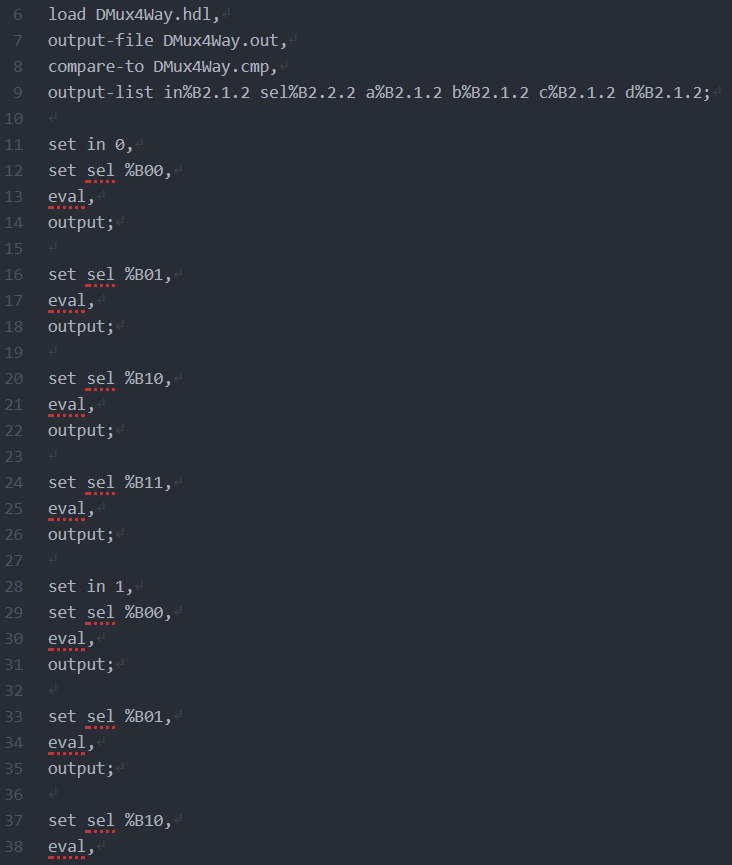 6 load DMux4Way.hdl,
7 output-file DMux4Way.out,
8 compare-to DMux4Way.cmp,
9 output-list in%B2.1.2 sel%B2.2.2 a%B2.1.2 b%B2.1.2 c%B2.1.2 d%B2.1.2;
10
11 set in 0,
12 set sel %B00,
13 eval,
14 output;
15
16 set sel %B01,
17 eval,
18 output;
19
20 set sel %B10,
21 eval,
22 output;
23
24 set sel %B11,
25 eval,
26 output;
27
28 set in 1,
29 set sel %B00,
30 eval,
31 output;
32
33 set sel %B01,
34 eval,
35 output;
36
37 set sel %B10,
38 eval,